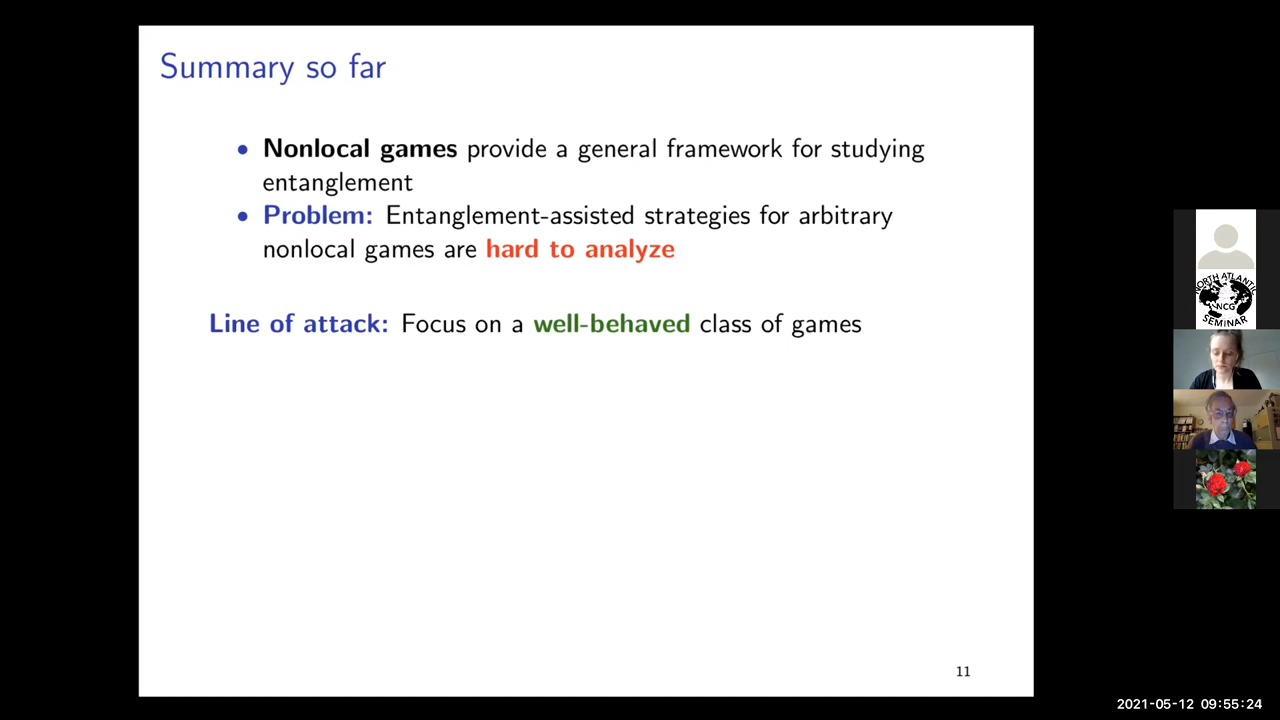 Summary so far
• Nonlocal games provide a general framework for studying
entanglement
• Problem: Entanglement-assisted strategies for arbitrary
nonlocal games are hard to analyze
Line of attack: Focus on a well-behaved class of games
11
NORTH ATLANTIC
NCG
SEMINAR
2021-05-12 09:55:24